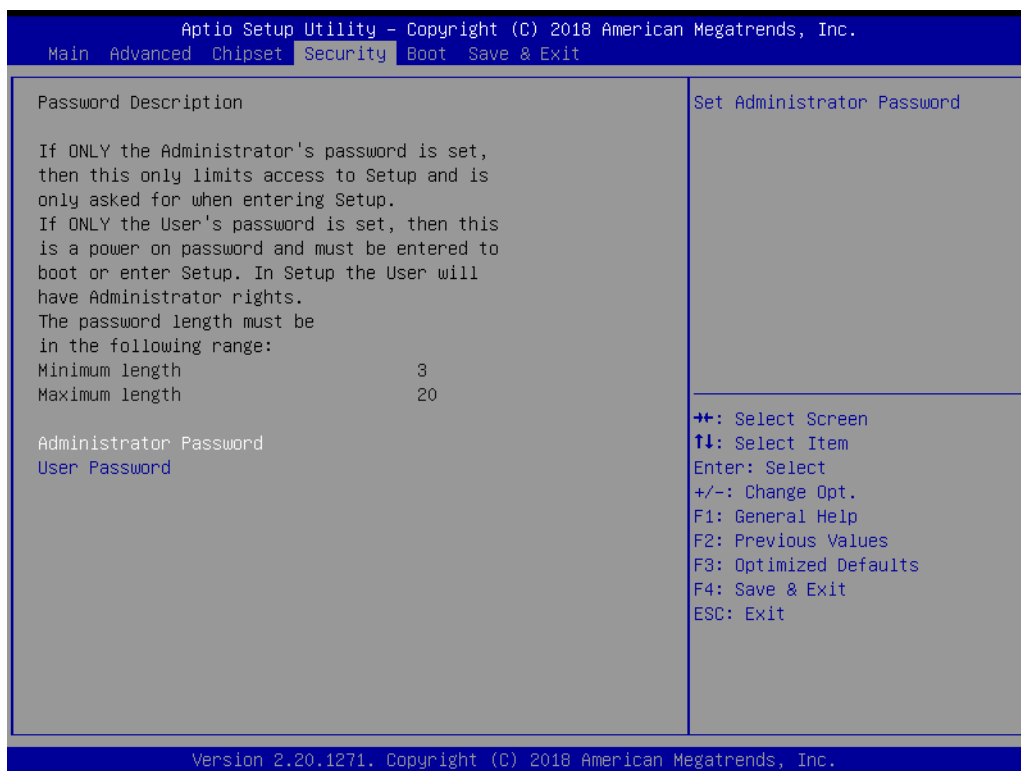 Aptio Setup Utility – Copyright (C) 2018 American Megatrends, Inc.
Main Advanced Chipset Security Boot Save & Exit
Password Description
If ONLY the Administrator's password is set,
then this only limits access to Setup and is
only asked for when entering Setup.
If ONLY the User's password is set, then this
is a power on password and must be entered to
boot or enter Setup. In Setup the User will
have Administrator rights.
The password length must be
in the following range:
Minimum length 3
Maximum length 20
Administrator Password
User Password
Set Administrator Password
→←: Select Screen
↑↓: Select Item
Enter: Select
+/-: Change Opt.
F1: General Help
F2: Previous Values
F3: Optimized Defaults
F4: Save & Exit
ESC: Exit
Version 2.20.1271. Copyright (C) 2018 American Megatrends, Inc.